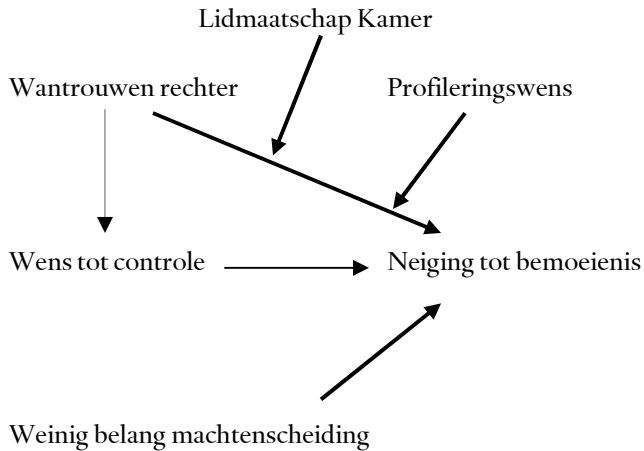 Lidmaatschap Kamer
Wantrouwen rechter
Profileringswens
Wens tot controle
Neiging tot bemoeienis
Weinig belang machtenscheiding